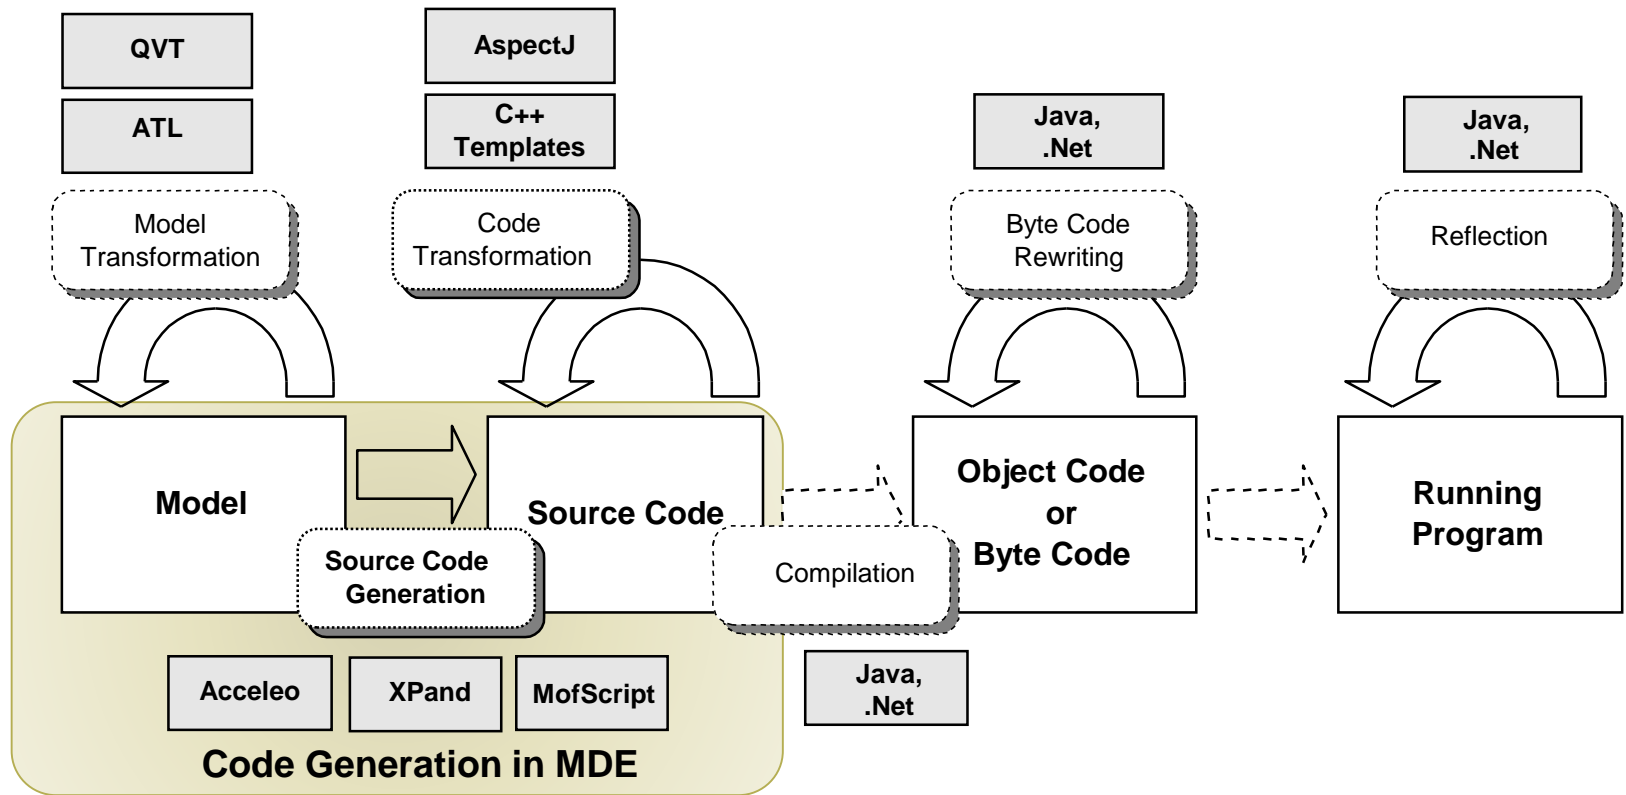 QVT
ATL
Model
Transformation
AspectJ
C++
Templates
Code
Transformation
Java,
.Net
Byte Code
Rewriting
Java,
.Net
Reflection
Model
Source Code
Generation
Source Code
Compilation
Object Code
or
Byte Code
Running
Program
Acceleo
XPand
MofScript
Java,
.Net
Code Generation in MDE